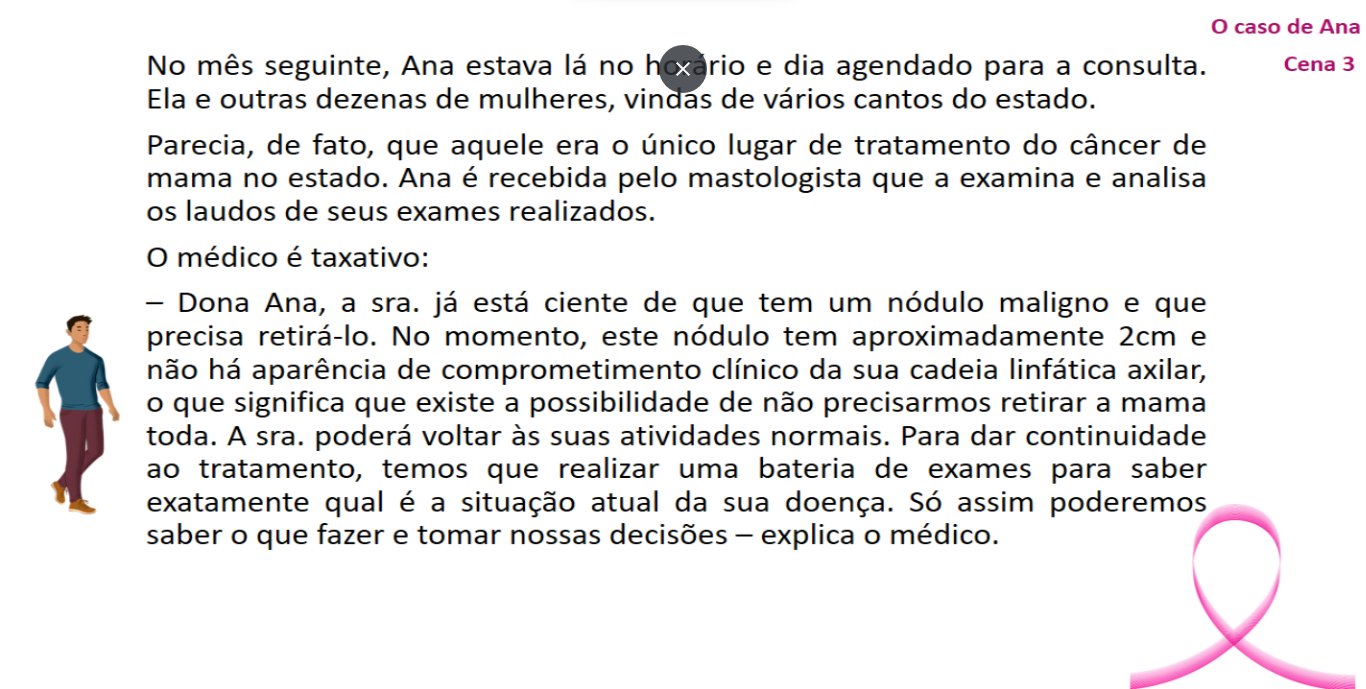 O caso de Ana
Cena 3
No mês seguinte, Ana estava lá no horário e dia agendado para a consulta.
Ela e outras dezenas de mulheres, vindas de vários cantos do estado.
Parecia, de fato, que aquele era o único lugar de tratamento do câncer de
mama no estado. Ana é recebida pelo mastologista que a examina e analisa
os laudos de seus exames realizados.
O médico é taxativo:
– Dona Ana, a sra. já está ciente de que tem um nódulo maligno e que
precisa retirá-lo. No momento, este nódulo tem aproximadamente 2cm e
não há aparência de comprometimento clínico da sua cadeia linfática axilar,
o que significa que existe a possibilidade de não precisarmos retirar a mama
toda. A sra. poderá voltar às suas atividades normais. Para dar continuidade
ao tratamento, temos que realizar uma bateria de exames para saber
exatamente qual é a situação atual da sua doença. Só assim poderemos
saber o que fazer e tomar nossas decisões – explica o médico.